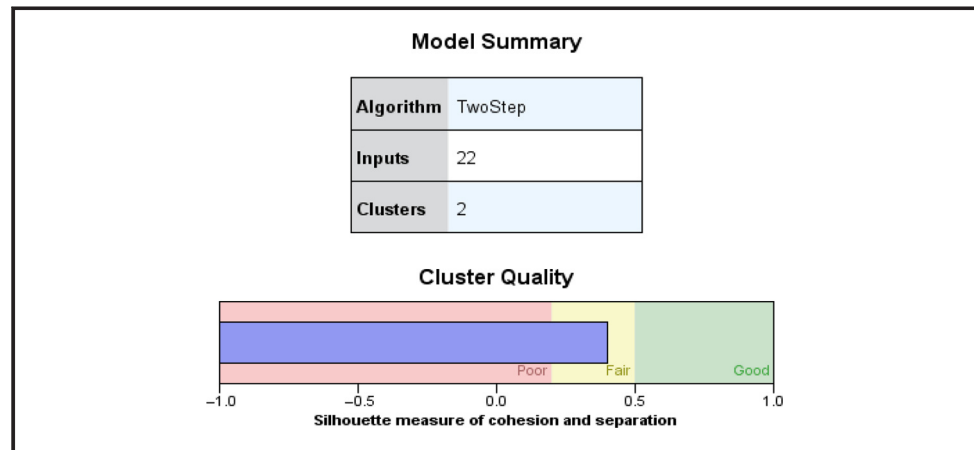 Model Summary
Algorithm TwoStep
Inputs 22
Clusters 2
Cluster Quality
Poor Fair Good
–1.0 –0.5 0.0 0.5 1.0
Silhouette measure of cohesion and separation